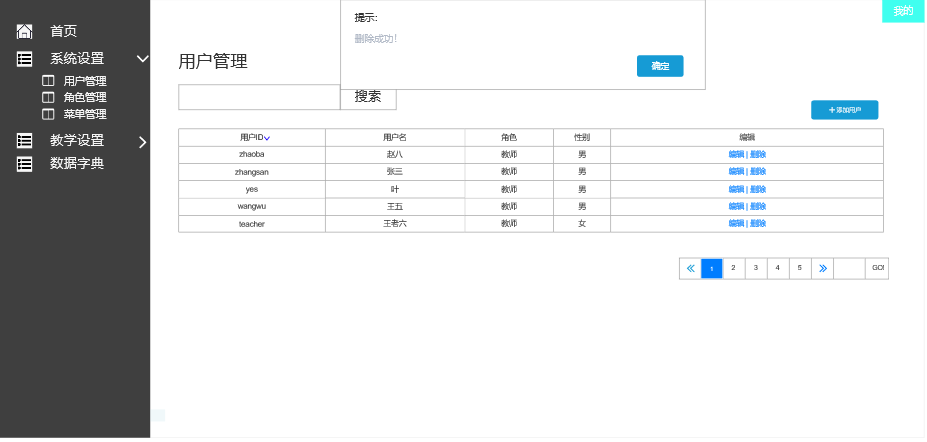 我的
首页
系统设置
用户管理
角色管理
菜单管理
教学设置
数据字典
提示:
删除成功!
确定
用户管理
搜索
+添加用户
用户ID 用户名 角色 性别 编辑
zhaoba 赵八 教师 男 编辑 | 删除
zhangsan 张三 教师 男 编辑 | 删除
yes 叶 教师 男 编辑 | 删除
wangwu 王五 教师 男 编辑 | 删除
teacher 王老六 教师 女 编辑 | 删除
1 2 3 4 5 GO!